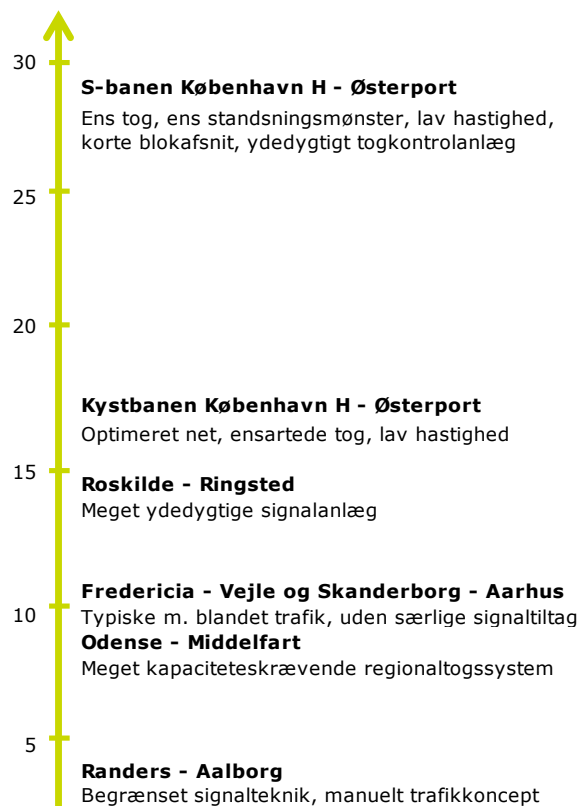 30
S-banen København H - Østerport
Ens tog, ens standsningsmønster, lav hastighed,
korte blokafsnit, ydedygtigt togkontrolanlæg
25
20
Kystbanen København H - Østerport
Optimeret net, ensartede tog, lav hastighed
15
Roskilde - Ringsted
Meget ydedygtige signalanlæg
Fredericia - Vejle og Skanderborg - Aarhus
10
Typiske m. blandet trafik, uden særlige signaltiltag
Odense - Middelfart
Meget kapaciteteskrævende regionaltogssystem
5
Randers - Aalborg
Begrænset signalteknik, manuelt trafikkoncept